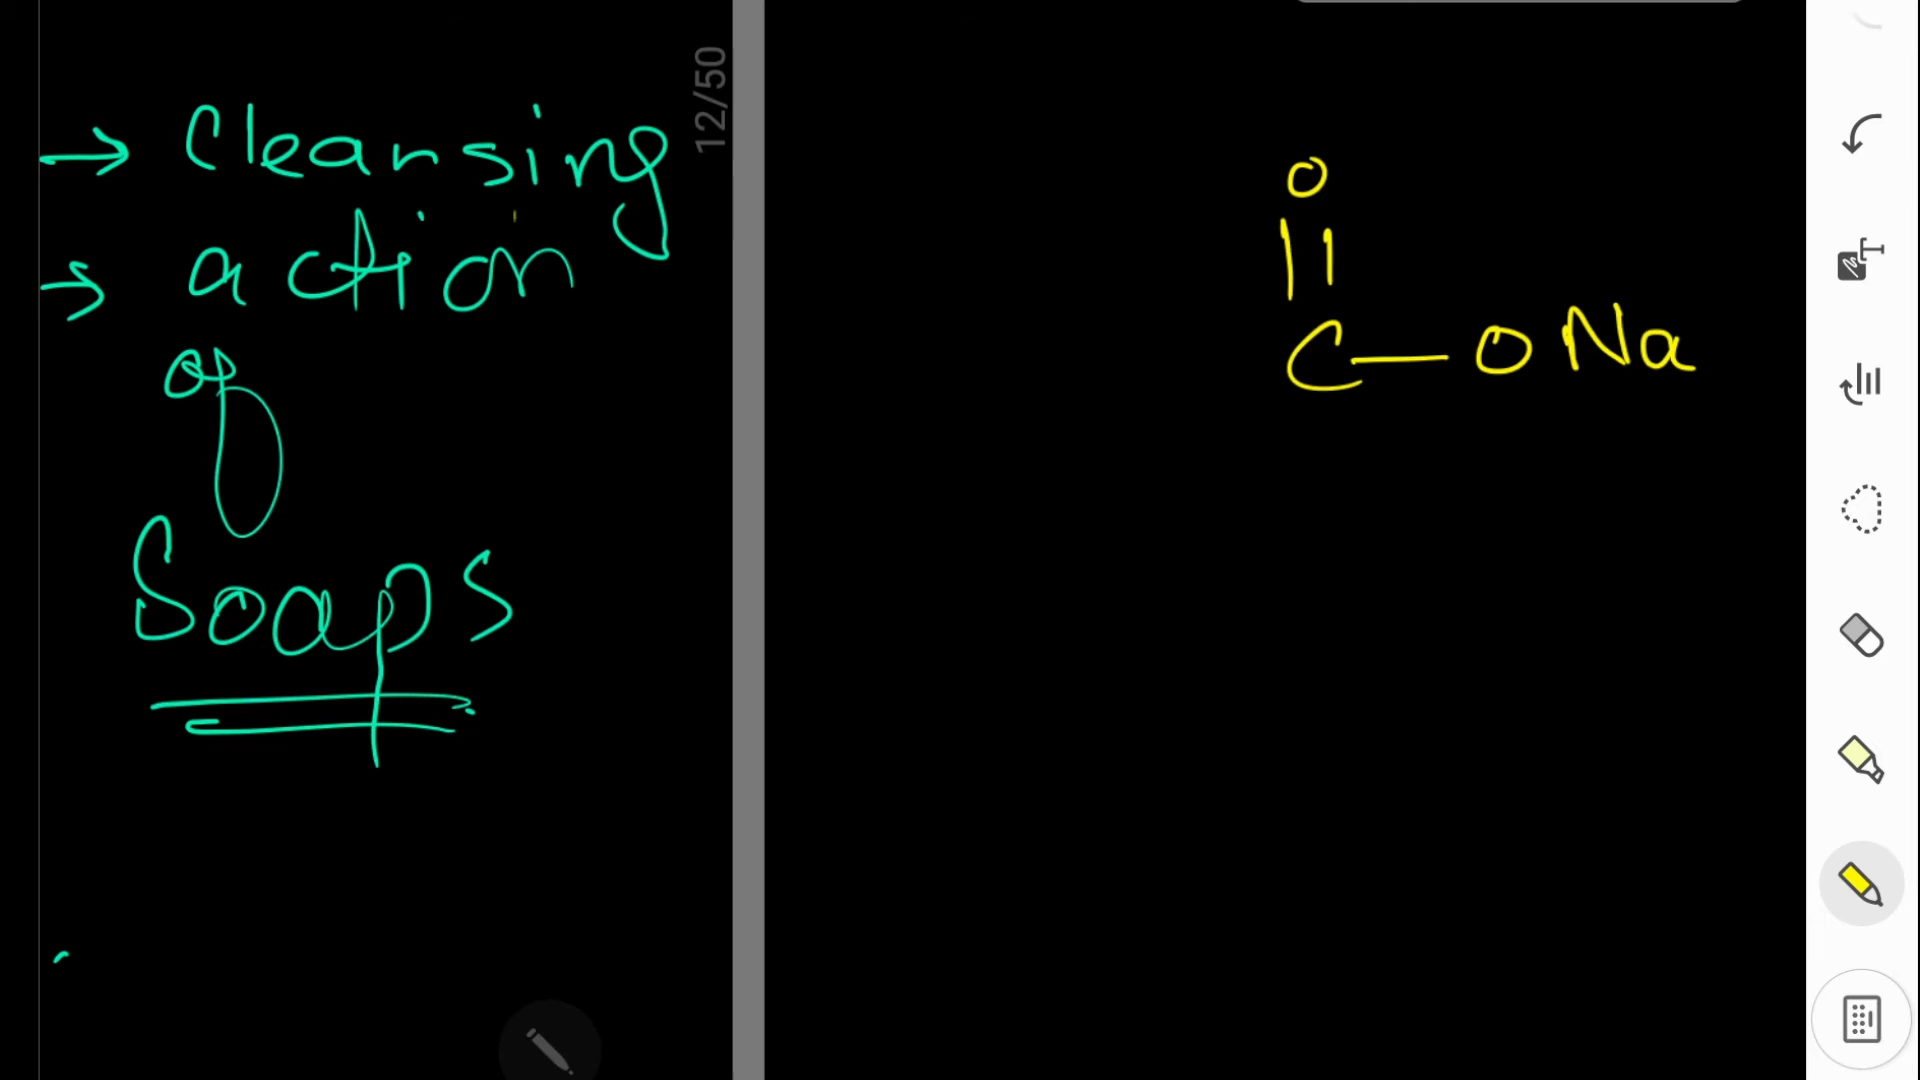 → Cleansing
→ action
of
Soaps
12/50
O
||
C—ONa